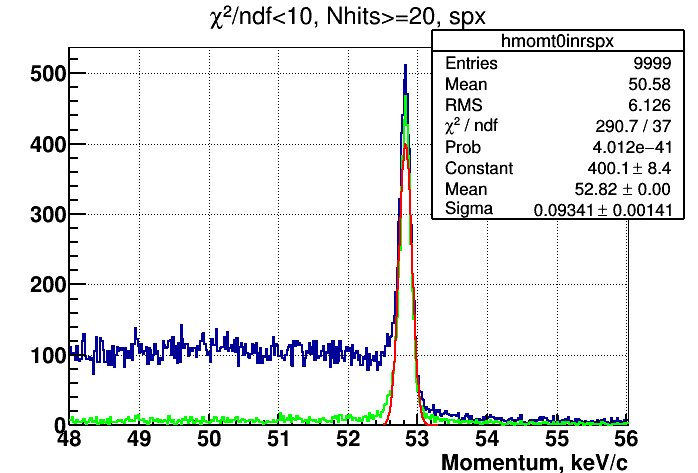 χ²/ndf<10, Nhits>=20, spx
hmomt0inrspx
Entries 9999
Mean 50.58
RMS 6.126
χ² / ndf 290.7 / 37
Prob 4.012e−41
Constant 400.1 ± 8.4
Mean 52.82 ± 0.00
Sigma 0.09341 ± 0.00141
500
400
300
200
100
0
48 49 50 51 52 53 54 55 56
Momentum, keV/c